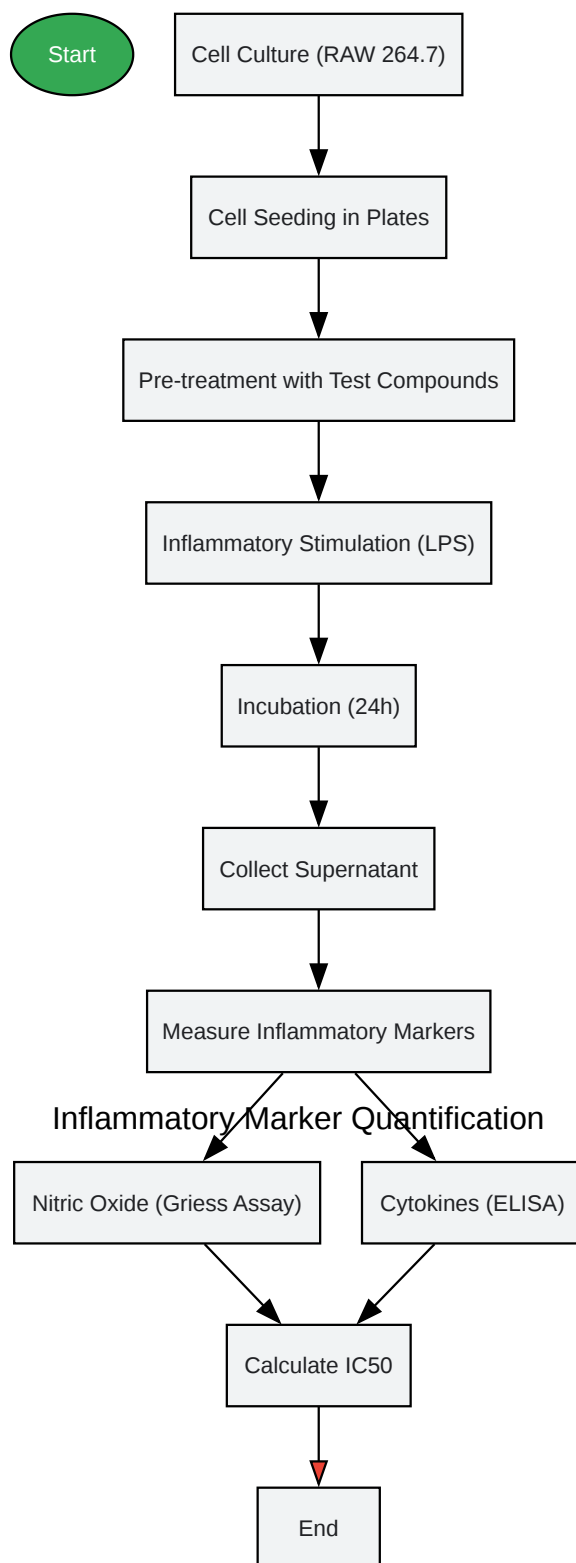 Start
Cell Culture (RAW 264.7)
Cell Seeding in Plates
Pre-treatment with Test Compounds
Inflammatory Stimulation (LPS)
Incubation (24h)
Collect Supernatant
Measure Inflammatory Markers
Inflammatory Marker Quantification
Nitric Oxide (Griess Assay)
Cytokines (ELISA)
Calculate IC50
End